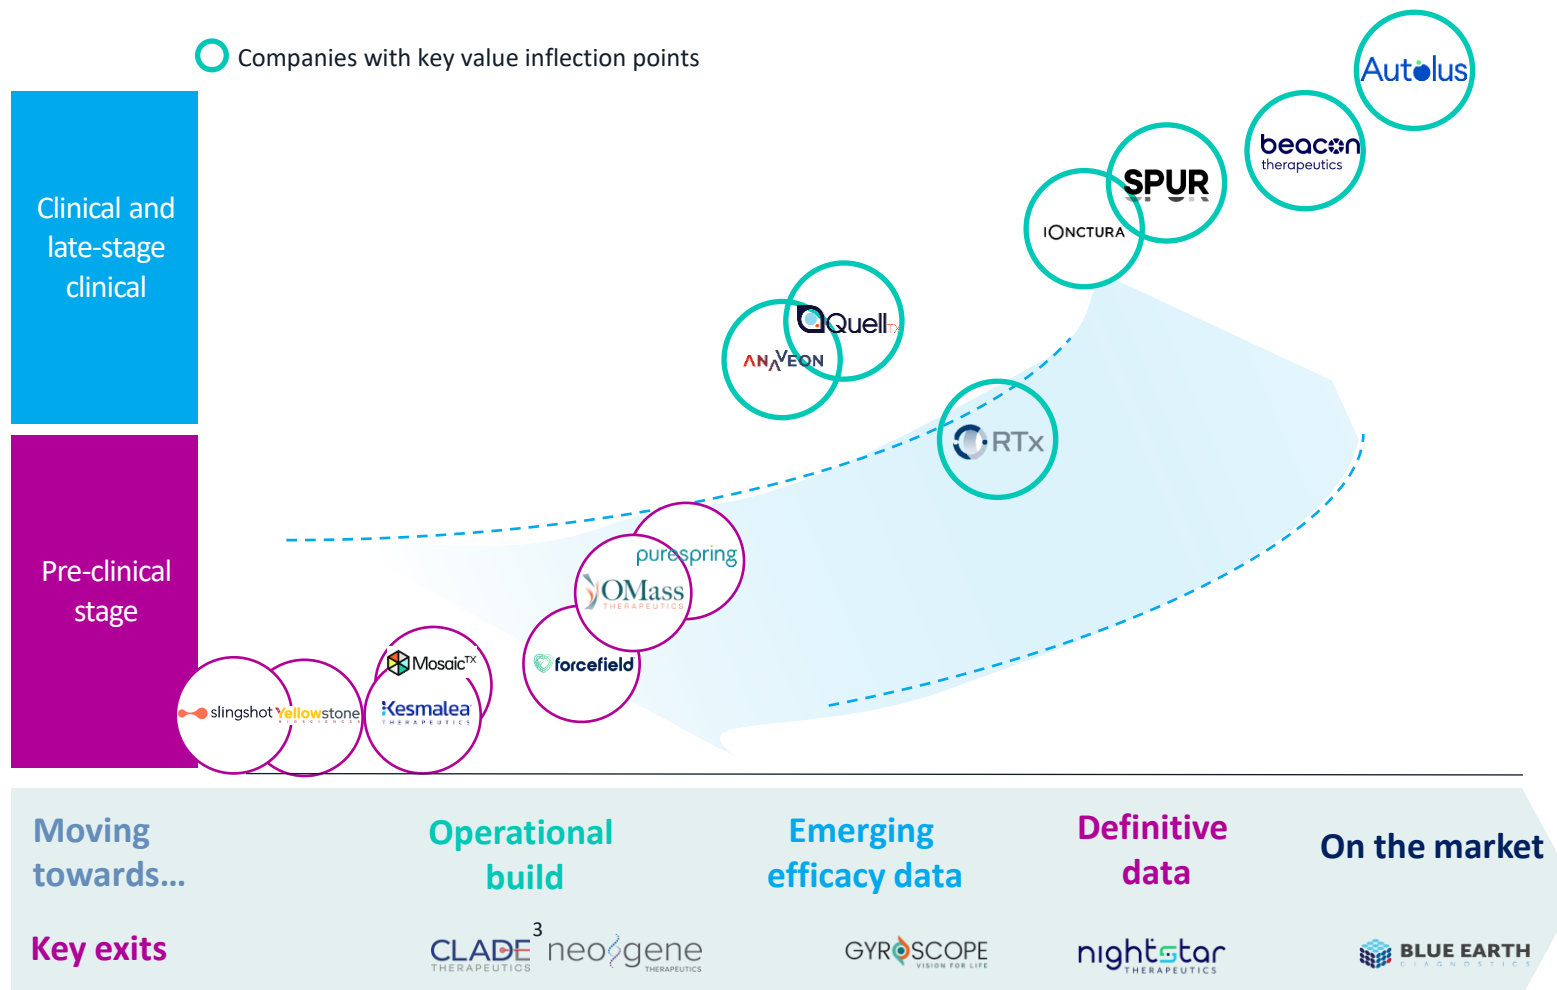 Companies with key value inflection points
Autolus
beacon
therapeutics
SPUR
IONCTURA
Clinical and
late-stage
clinical
Quell TX
ANAVEON
RTx
Pre-clinical
stage
purespring
OMass
THERAPEUTICS
forcefield
MosaicTX
Kesmalea
THERAPEUTICS
slingshot
Yellowstone
BIOSCIENCES
Moving
towards…
Operational
build
Emerging
efficacy data
Definitive
data
On the market
Key exits
CLADE 3
THERAPEUTICS
neogene
THERAPEUTICS
GYROSCOPE
VISION FOR LIFE
nightstar
THERAPEUTICS
BLUE EARTH
DIAGNOSTICS